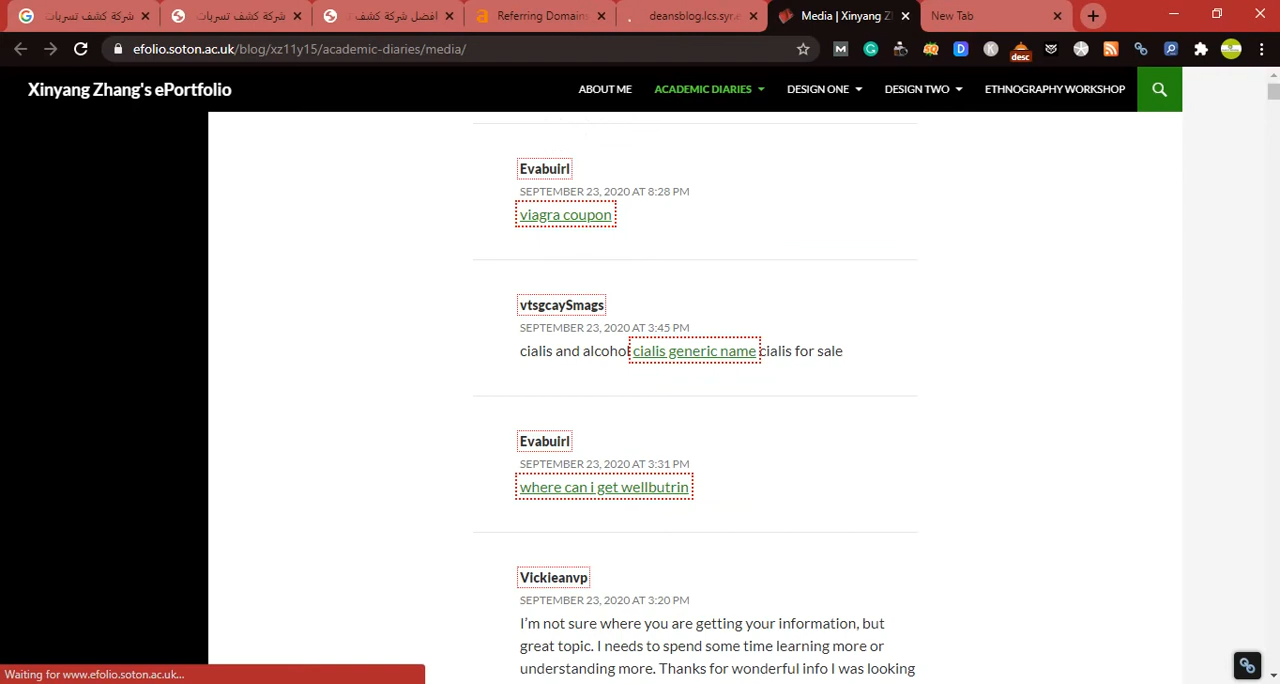 شركة كشف تسربات
شركة كشف تسربات
افضل شركة كشف ت
Referring Domains
deansblog.lcs.syr.e
Media | Xinyang Z
New Tab
efolio.soton.ac.uk/blog/xz11y15/academic-diaries/media/
desc
Xinyang Zhang's ePortfolio
ABOUT ME ACADEMIC DIARIES DESIGN ONE DESIGN TWO ETHNOGRAPHY WORKSHOP
Evabuirl
SEPTEMBER 23, 2020 AT 8:28 PM
viagra coupon
vtsgcaySmags
SEPTEMBER 23, 2020 AT 3:45 PM
cialis and alcohol cialis generic name cialis for sale
Evabuirl
SEPTEMBER 23, 2020 AT 3:31 PM
where can i get wellbutrin
Vickieanvp
SEPTEMBER 23, 2020 AT 3:20 PM
I'm not sure where you are getting your information, but
great topic. I needs to spend some time learning more or
understanding more. Thanks for wonderful info I was looking
Waiting for www.efolio.soton.ac.uk...